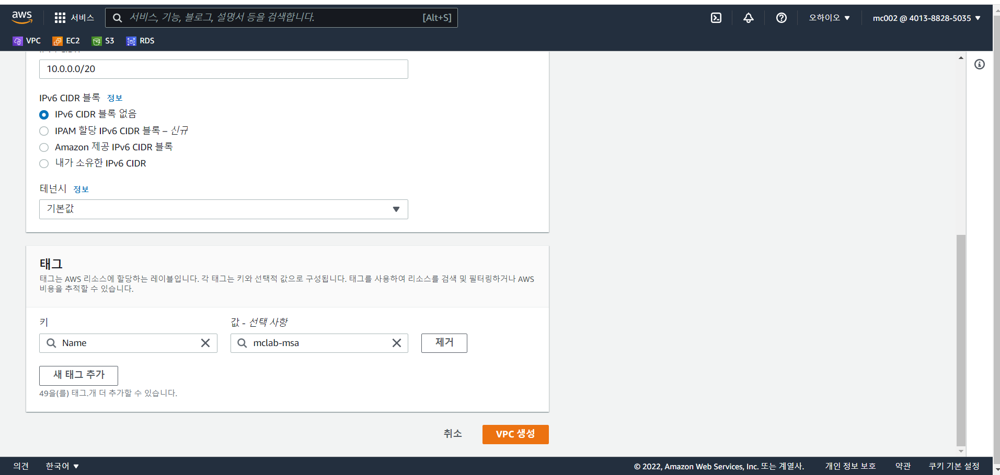 aws
서비스
서비스, 기능, 블로그, 설명서 등을 검색합니다.
[Alt+S]
오하이오 ▼
mc002 @ 4013-8828-5035 ▼
VPC
EC2
S3
RDS
10.0.0.0/20
IPv6 CIDR 블록 정보
IPv6 CIDR 블록 없음
IPAM 할당 IPv6 CIDR 블록 – 신규
Amazon 제공 IPv6 CIDR 블록
내가 소유한 IPv6 CIDR
테넌시 정보
기본값
태그
태그는 AWS 리소스에 할당하는 레이블입니다. 각 태그는 키와 선택적 값으로 구성됩니다. 태그를 사용하여 리소스를 검색 및 필터링하거나 AWS
비용을 추적할 수 있습니다.
키
값 - 선택 사항
Name
mclab-msa
제거
새 태그 추가
49을(를) 태그.개 더 추가할 수 있습니다.
취소
VPC 생성
의견
한국어 ▼
© 2022, Amazon Web Services, Inc. 또는 계열사.
개인 정보 보호
약관
쿠키 기본 설정